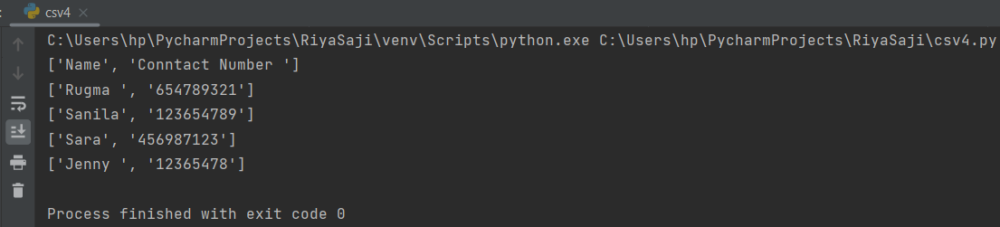 :
csv4
C:\Users\hp\PycharmProjects\RiyaSaji\venv\Scripts\python.exe C:\Users\hp\PycharmProjects\RiyaSaji\csv4.py
['Name', 'Conntact Number ']
['Rugma ', '654789321']
['Sanila', '123654789']
['Sara', '456987123']
['Jenny ', '12365478']
Process finished with exit code 0